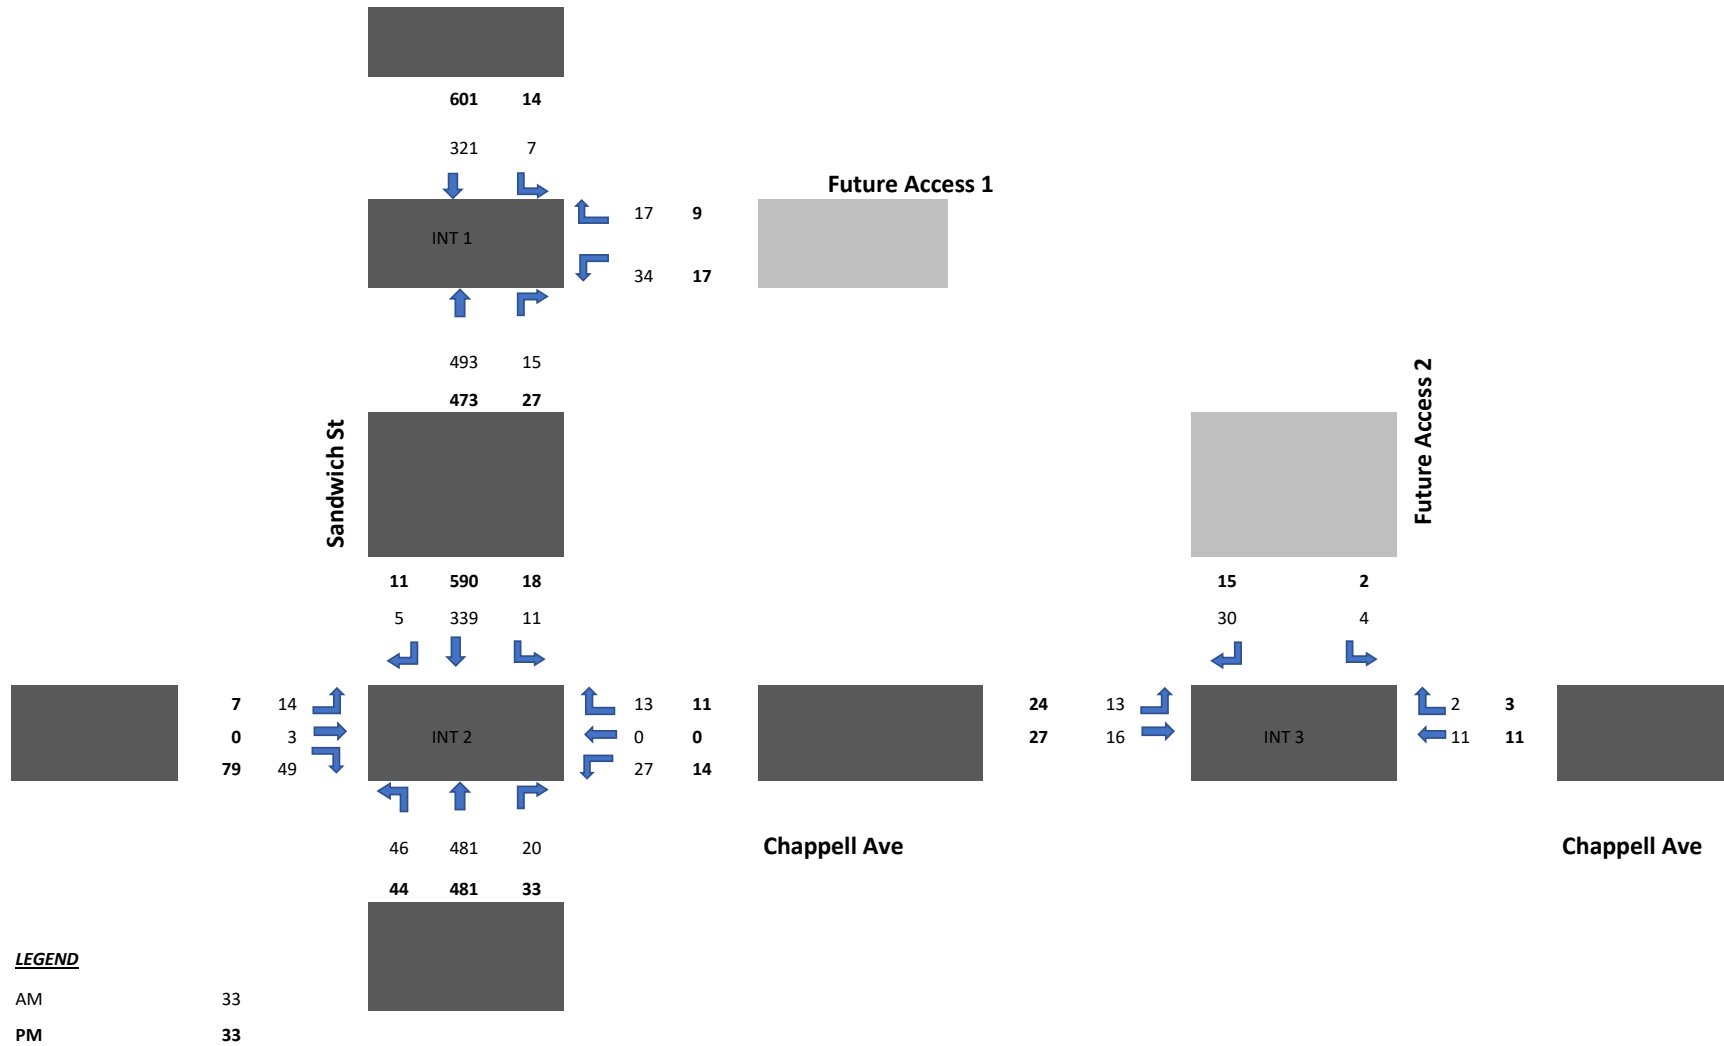 601 14
321 7
Future Access 1
17 9
INT 1
34 17
493 15
473 27
Sandwich St
Future Access 2
11 590 18 15 2
5 339 11 30 4
7 14 13 11 24 13 2 3
0 3 INT 2 0 0 27 16 INT 3 11 11
79 49 27 14
46 481 20 Chappell Ave Chappell Ave
44 481 33
LEGEND
AM 33
PM 33